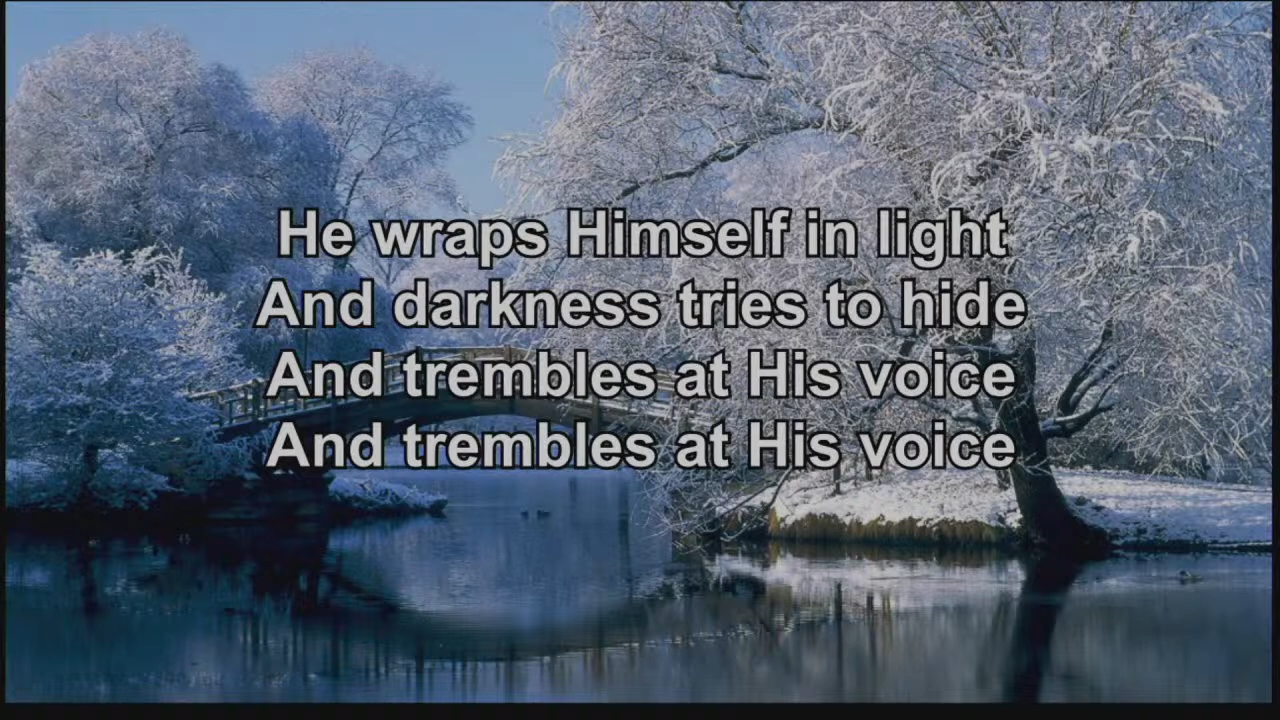 He wraps Himself in light
And darkness tries to hide
And trembles at His voice
And trembles at His voice